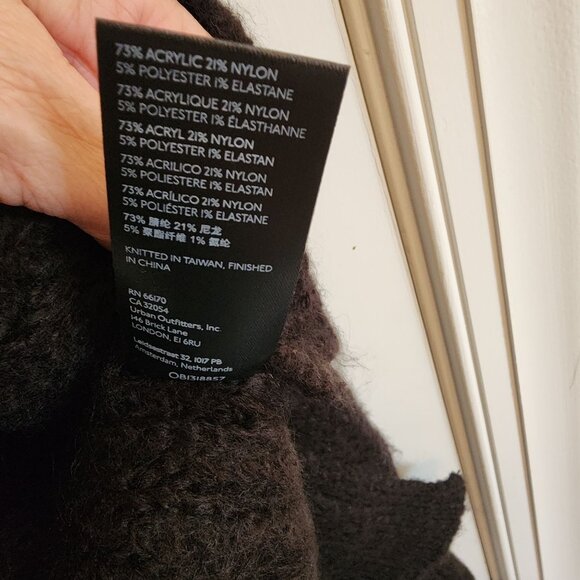 73% ACRYLIC 21% NYLON
5% POLYESTER 1% ELASTANE
73% ACRYLIQUE 21% NYLON
5% POLYESTER 1% ÉLASTHANNE
73% ACRYL 21% NYLON
5% POLYESTER 1% ELASTAN
73% ACRILICO 21% NYLON
5% POLIESTERE 1% ELASTAN
73% ACRÍLICO 21% NYLON
5% POLIÉSTER 1% ELASTANE
73% 腈纶 21% 尼龙
5% 聚酯纤维 1% 氨纶
KNITTED IN TAIWAN, FINISHED
IN CHINA
RN 66170
CA 32054
Urban Outfitters, Inc.
146 Brick Lane
LONDON, E1 6RU
Leidsestraat 32, 1017 PB
Amsterdam, Netherlands
OB1318857